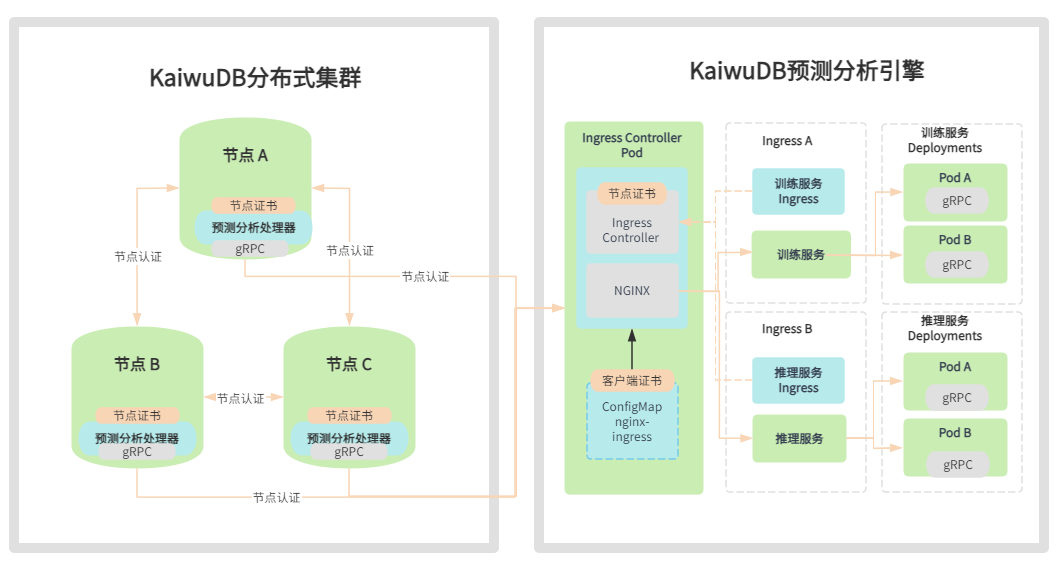 KaiwuDB分布式集群
节点 A
节点证书
预测分析处理器
gRPC
节点认证
节点认证
节点认证
节点 B
节点证书
预测分析处理器
gRPC
节点认证
节点 C
节点证书
预测分析处理器
gRPC
节点认证
KaiwuDB预测分析引擎
Ingress Controller
Pod
节点证书
Ingress
Controller
NGINX
客户端证书
ConfigMap
nginx-
ingress
Ingress A
训练服务
Ingress
训练服务
训练服务
Deployments
Pod A
gRPC
Pod B
gRPC
Ingress B
推理服务
Ingress
推理服务
推理服务
Deployments
Pod A
gRPC
Pod B
gRPC